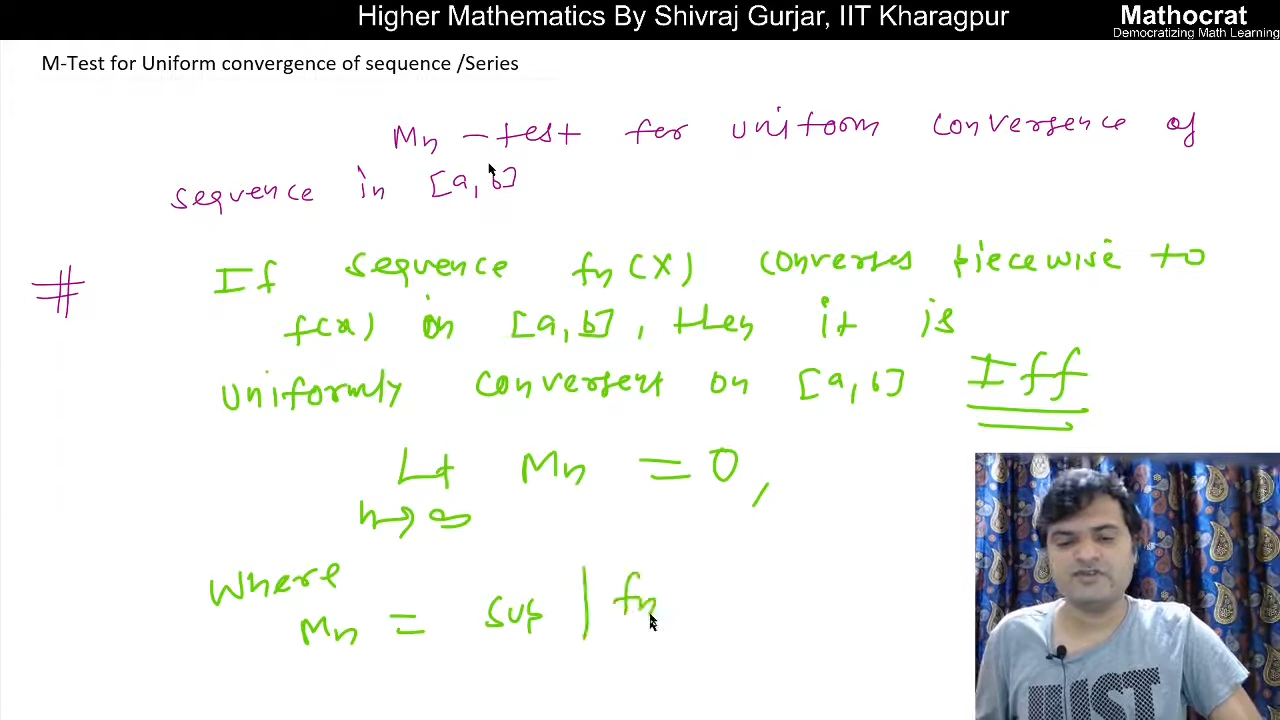 Higher Mathematics By Shivraj Gurjar, IIT Kharagpur
Mathocrat
Democratizing Math Learning
M-Test for Uniform convergence of sequence /Series
Mn - test for uniform convergence of
sequence in [a, b]
# If sequence fn(x) converges piecewise to
f(x) on [a, b], then it is
uniformly convergent on [a, b] Iff
Lt Mn = 0,
n→∞
where
Mn = sup | fn
JUST